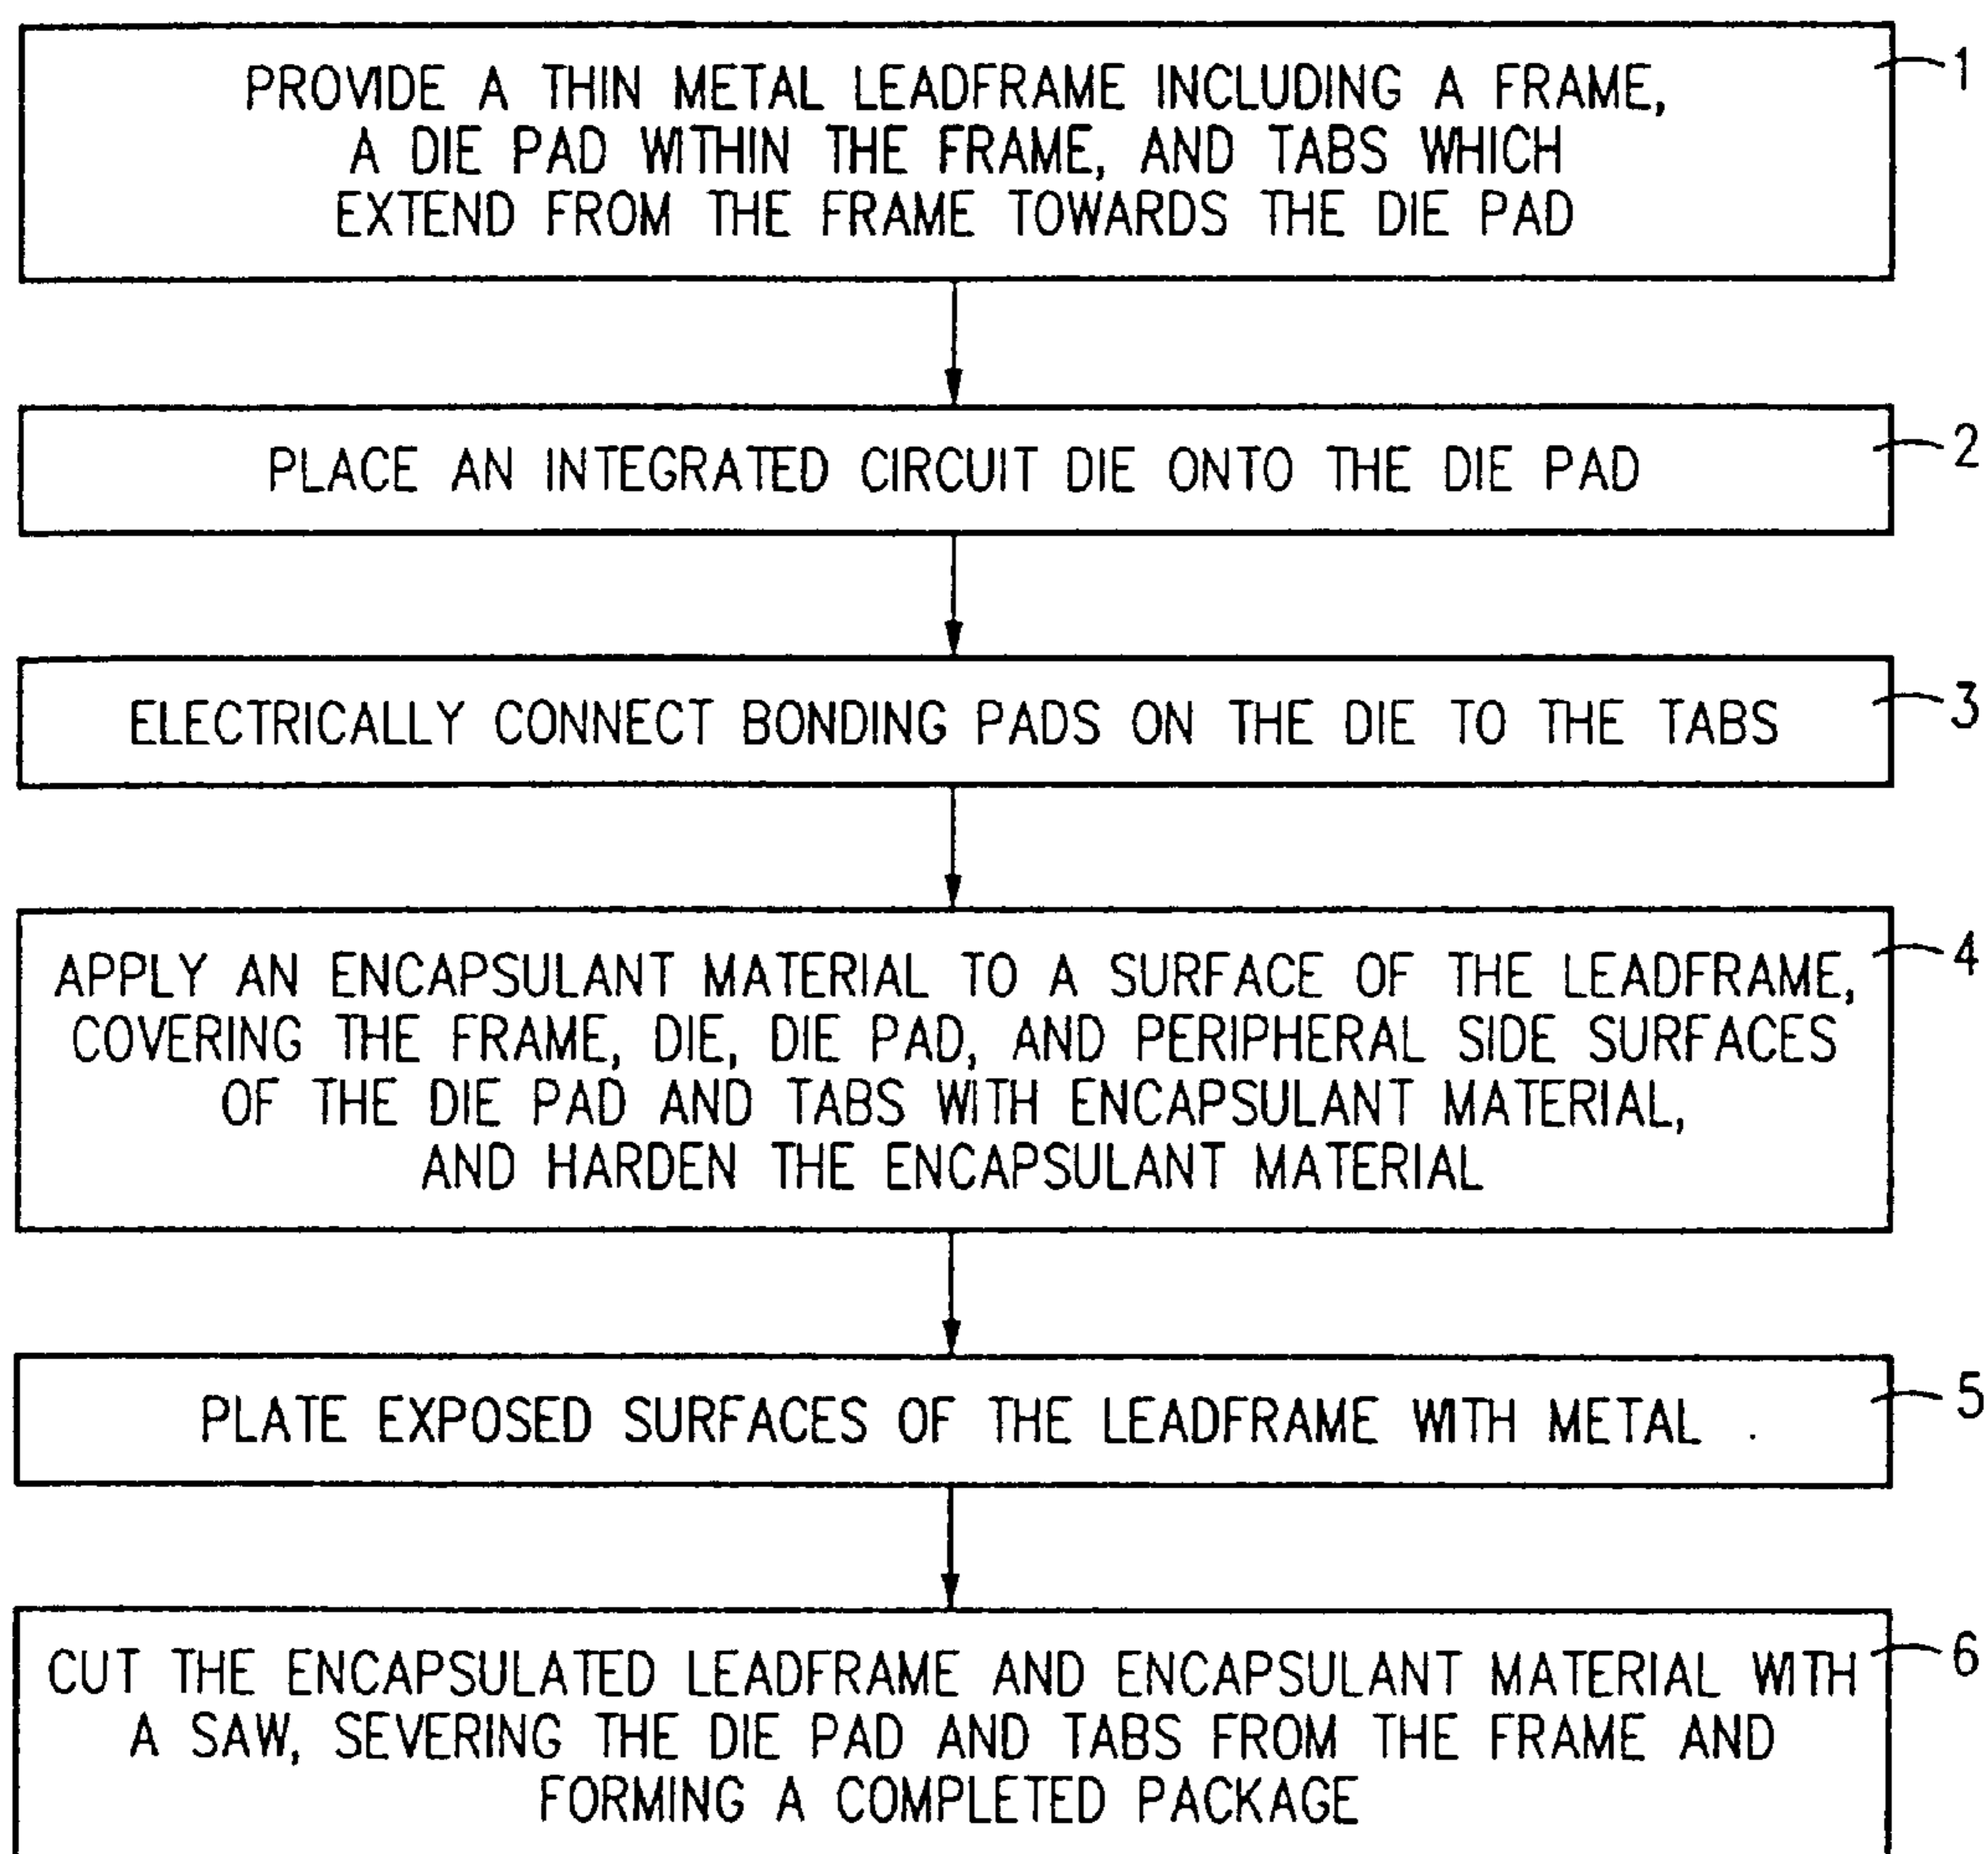 PROVIDE A THIN METAL LEADFRAME INCLUDING A FRAME,
A DIE PAD WITHIN THE FRAME, AND TABS WHICH
EXTEND FROM THE FRAME TOWARDS THE DIE PAD
1
PLACE AN INTEGRATED CIRCUIT DIE ONTO THE DIE PAD
2
ELECTRICALLY CONNECT BONDING PADS ON THE DIE TO THE TABS
3
APPLY AN ENCAPSULANT MATERIAL TO A SURFACE OF THE LEADFRAME,
COVERING THE FRAME, DIE, DIE PAD, AND PERIPHERAL SIDE SURFACES
OF THE DIE PAD AND TABS WITH ENCAPSULANT MATERIAL,
AND HARDEN THE ENCAPSULANT MATERIAL
4
PLATE EXPOSED SURFACES OF THE LEADFRAME WITH METAL .
5
CUT THE ENCAPSULATED LEADFRAME AND ENCAPSULANT MATERIAL WITH
A SAW, SEVERING THE DIE PAD AND TABS FROM THE FRAME AND
FORMING A COMPLETED PACKAGE
6